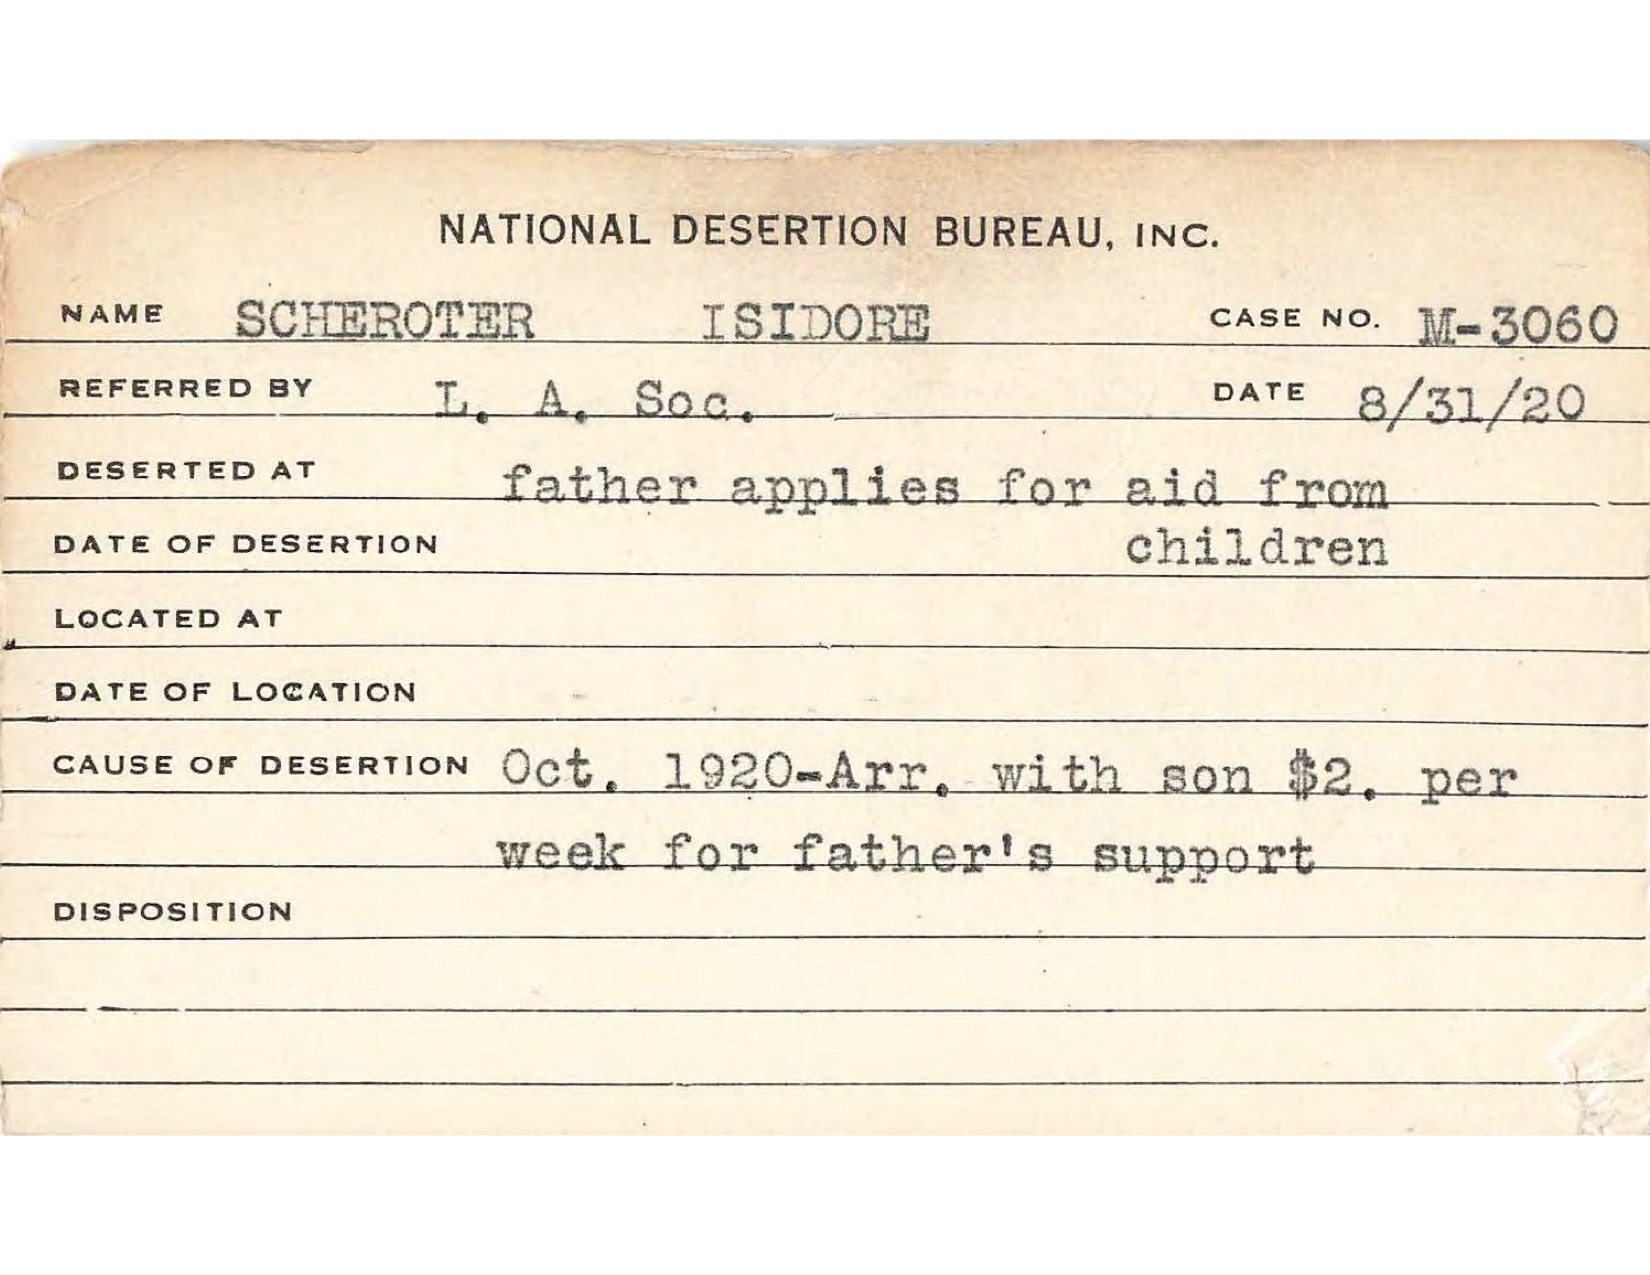 NATIONAL DESERTION BUREAU, INC.
NAME SCHEROTER ISIDORE CASE NO. M-3060
REFERRED BY L. A. Soc. DATE 8/31/20
DESERTED AT father applies for aid from
DATE OF DESERTION children
LOCATED AT
DATE OF LOCATION
CAUSE OF DESERTION Oct. 1920-Arr. with son $2. per
week for father's support
DISPOSITION